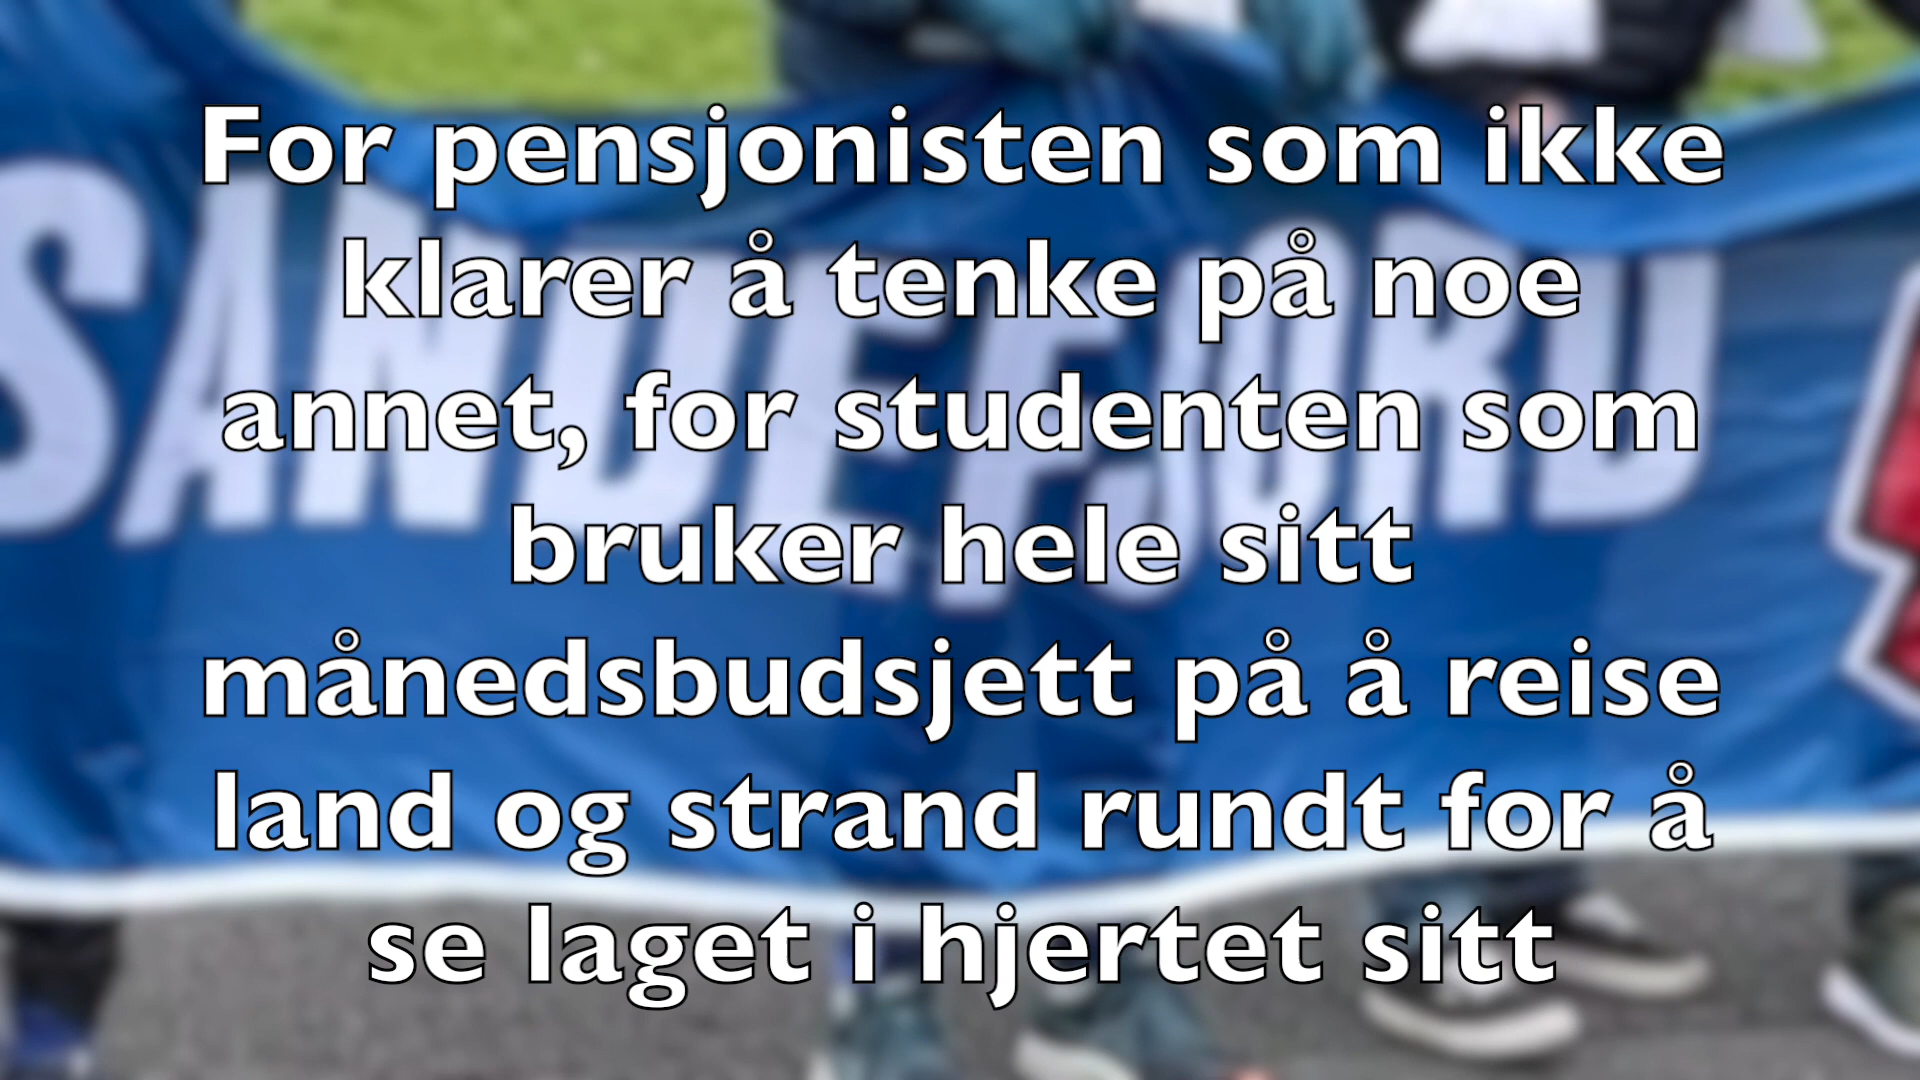 For pensjonisten som ikke
klarer å tenke på noe
annet, for studenten som
bruker hele sitt
månedsbudsjett på å reise
land og strand rundt for å
se laget i hjertet sitt
SANDEFJORD